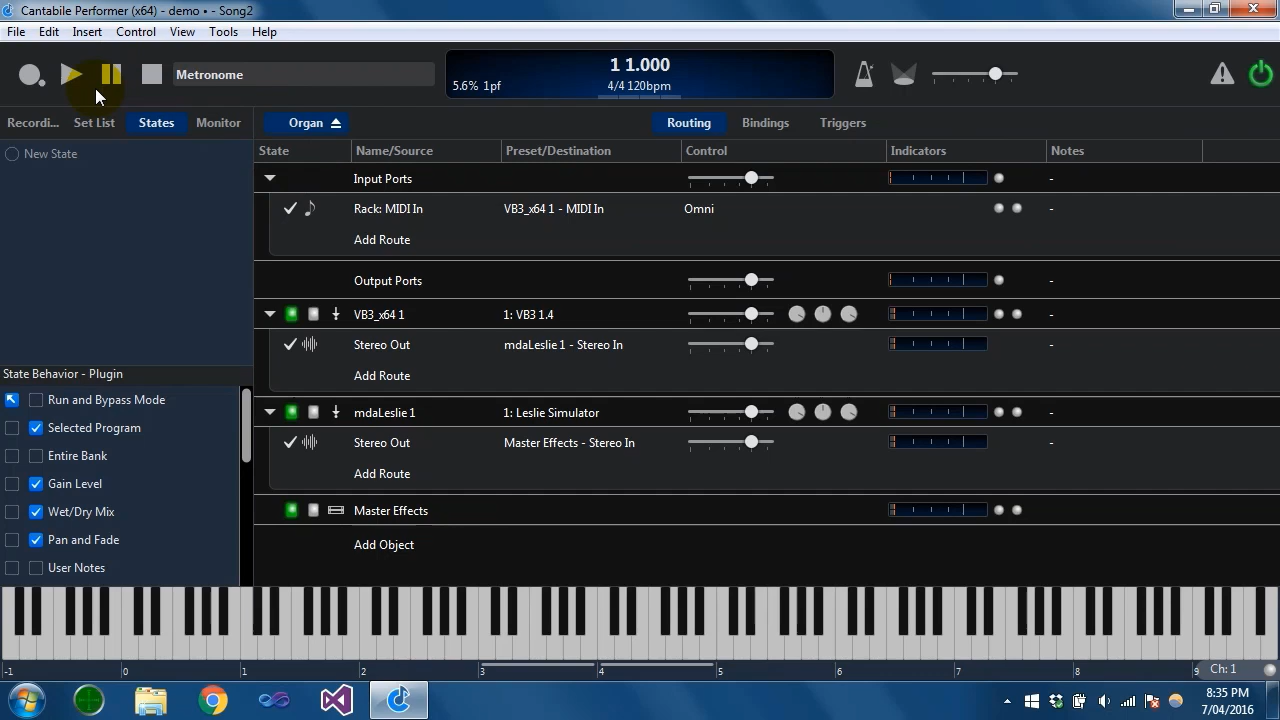 Cantabile Performer (x64) - demo • - Song2
File Edit Insert Control View Tools Help
Metronome
1 1.000
5.6% 1pf 4/4 120bpm
Recordi... Set List States Monitor
Organ Routing Bindings Triggers
State Name/Source Preset/Destination Control Indicators Notes
New State
Input Ports -
Rack: MIDI In VB3_x64 1 - MIDI In Omni -
Add Route
Output Ports -
VB3_x64 1 1: VB3 1.4 -
Stereo Out mdaLeslie 1 - Stereo In -
Add Route
mdaLeslie 1 1: Leslie Simulator -
Stereo Out Master Effects - Stereo In -
Add Route
Master Effects -
Add Object
State Behavior - Plugin
Run and Bypass Mode
Selected Program
Entire Bank
Gain Level
Wet/Dry Mix
Pan and Fade
User Notes
-1 0 1 2 3 4 5 6 7 8 9 Ch: 1
8:35 PM
7/04/2016